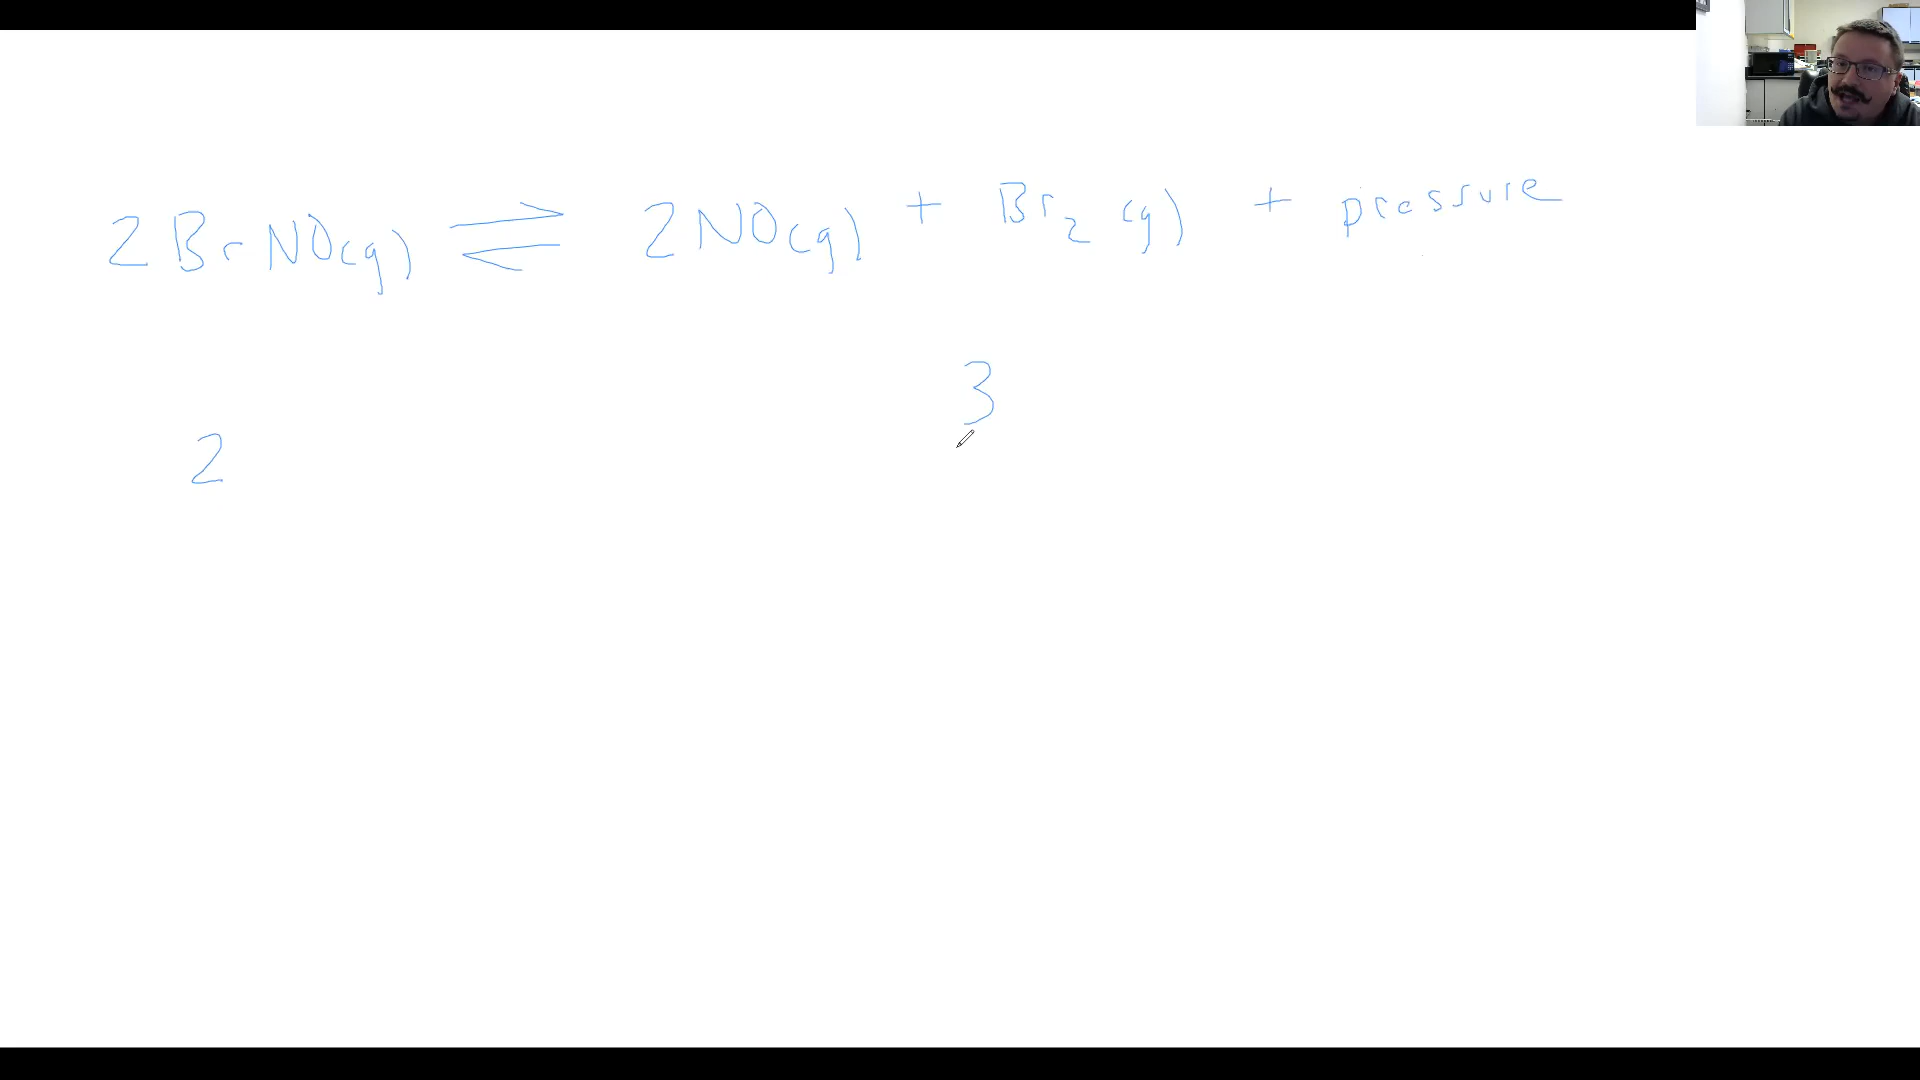 2BrNO(g) ⇌ 2NO(g) + Br₂(g) + pressure
3
2